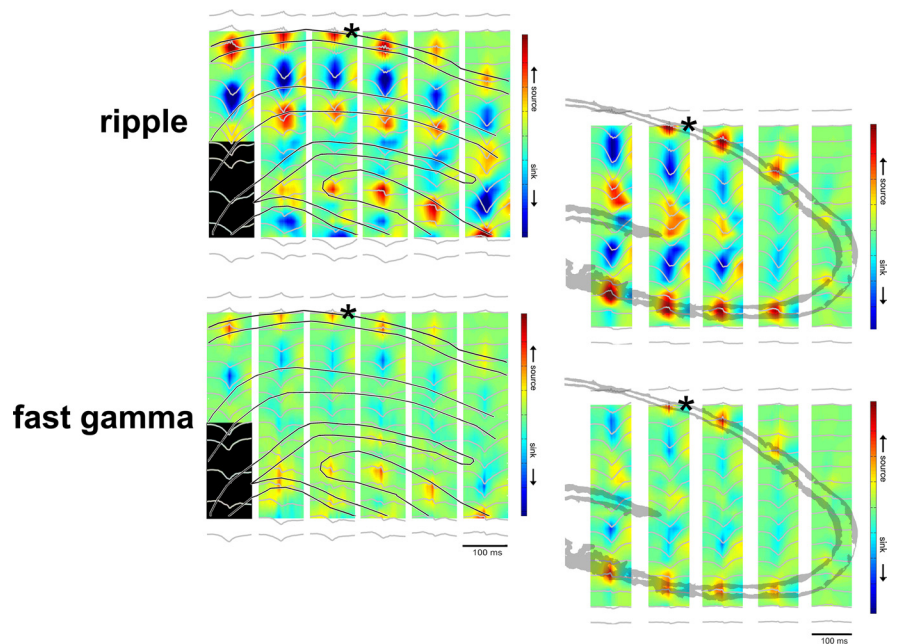 *
ripple
source
sink
*
source
sink
*
fast gamma
source
sink
100 ms
*
source
sink
100 ms